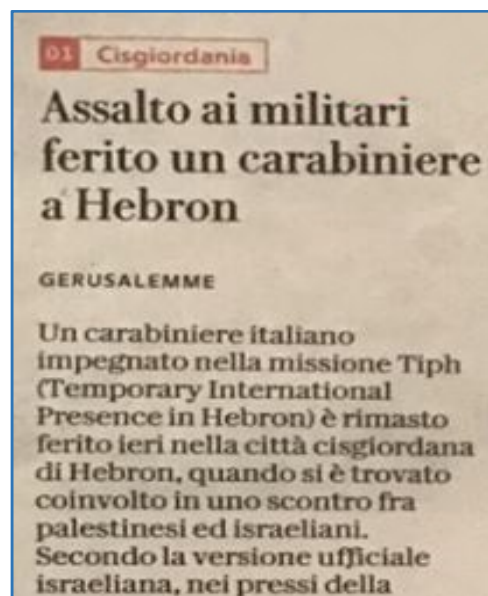 01 Cisgiordania
Assalto ai militari
ferito un carabiniere
a Hebron
GERUSALEMME
Un carabiniere italiano
impegnato nella missione Tiph
(Temporary International
Presence in Hebron) è rimasto
ferito ieri nella città cisgiordana
di Hebron, quando si è trovato
coinvolto in uno scontro fra
palestinesi ed israeliani.
Secondo la versione ufficiale
israeliana, nei pressi della